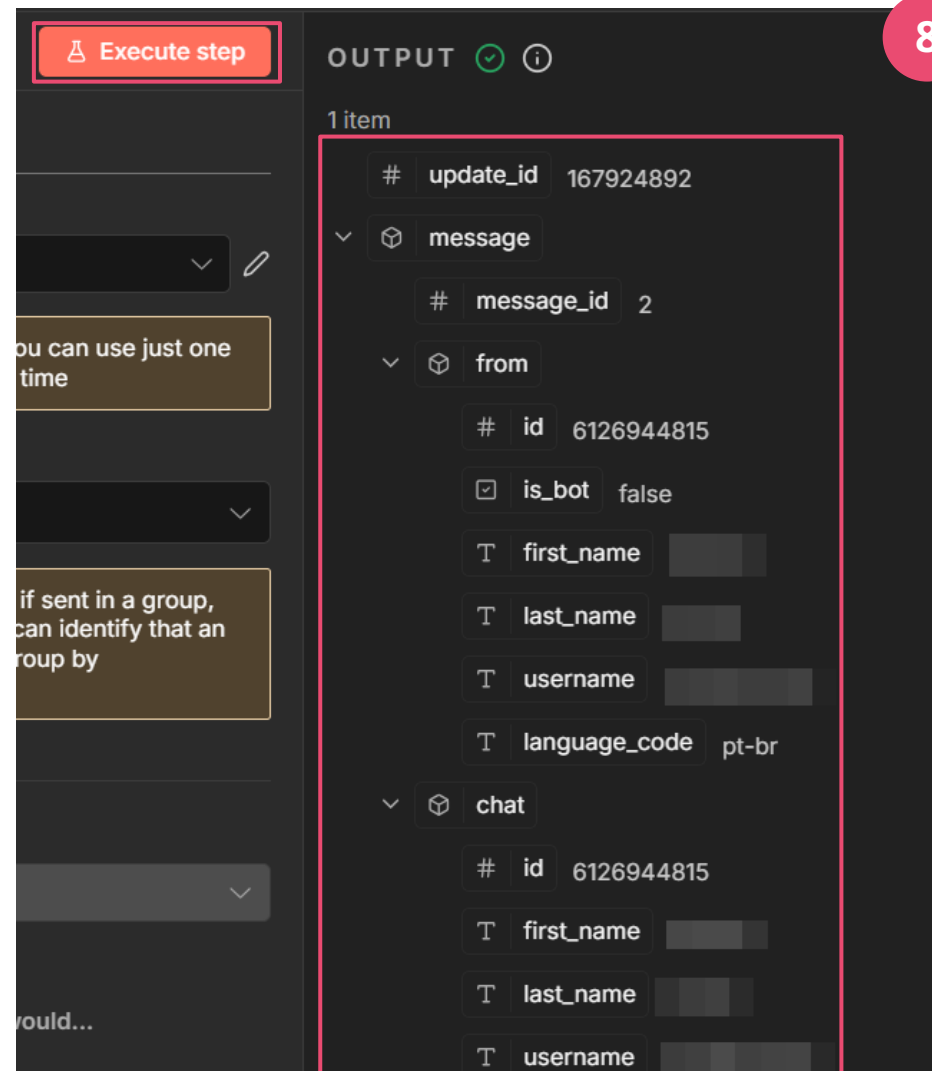 Execute step
OUTPUT
8
1 item
# update_id 167924892
message
# message_id 2
ou can use just one
time
from
# id 6126944815
is_bot false
T first_name
if sent in a group,
can identify that an
roup by
T last_name
T username
T language_code pt-br
chat
# id 6126944815
T first_name
T last_name
would...
T username